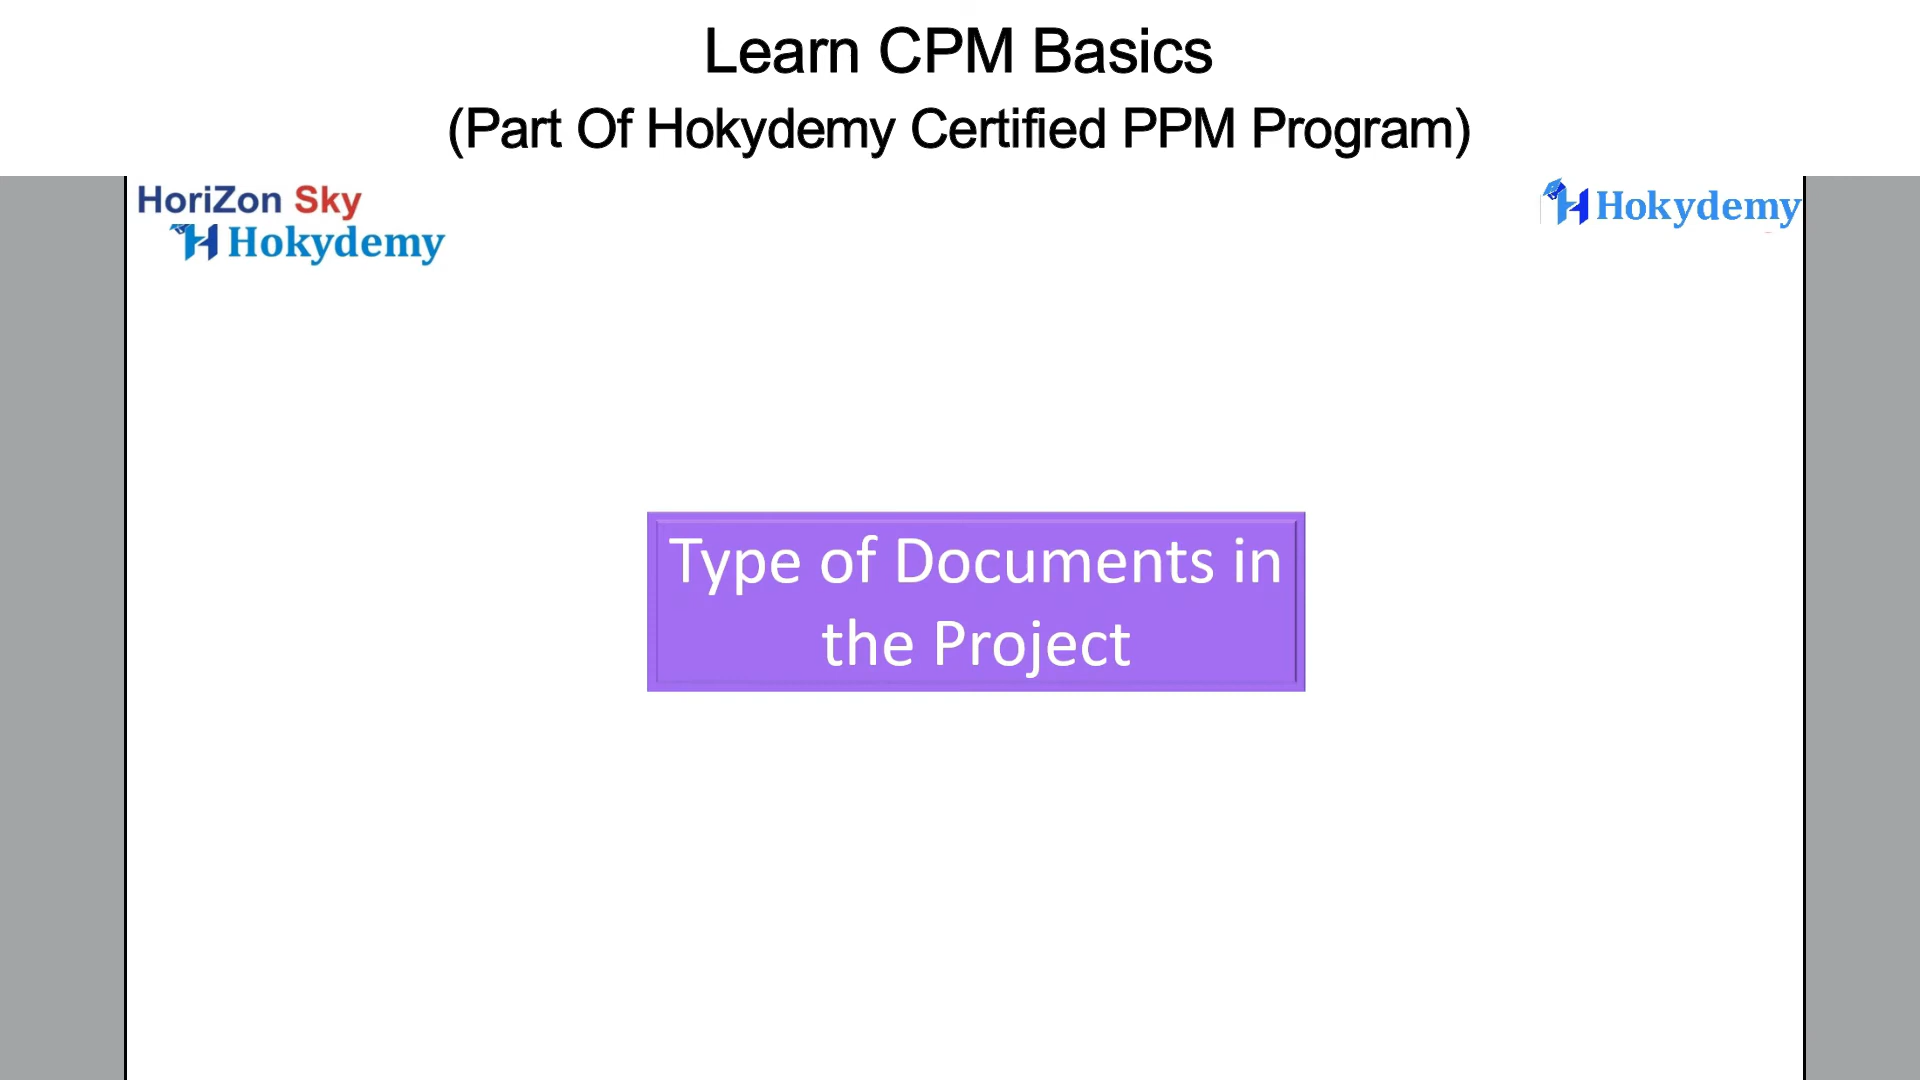 Learn CPM Basics
(Part Of Hokydemy Certified PPM Program)
HoriZon Sky
Hokydemy
Hokydemy
Type of Documents in
the Project